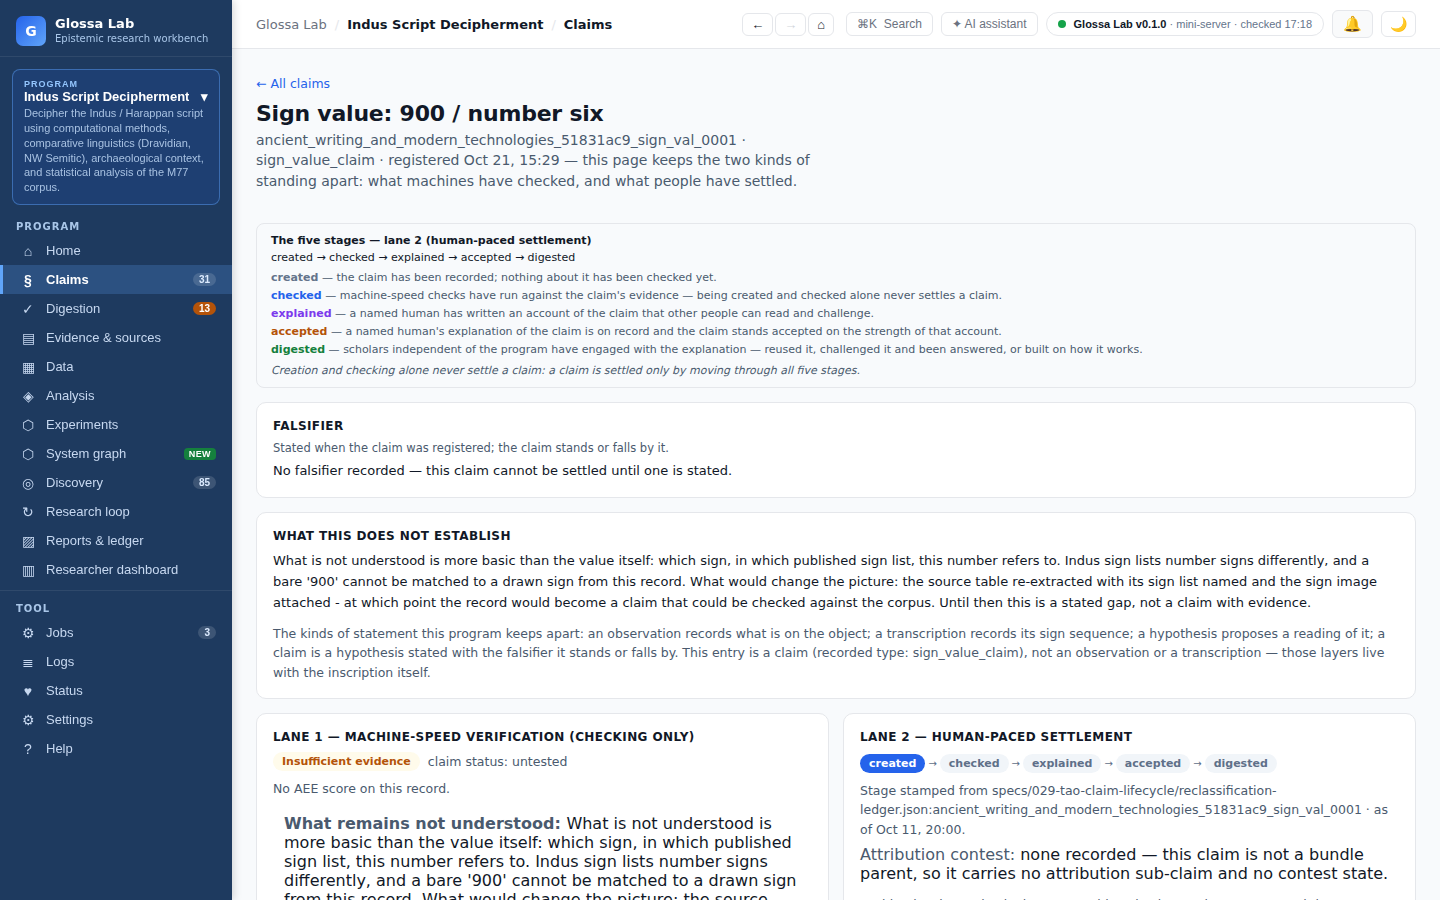 G
Glossa Lab
Epistemic research workbench
PROGRAM
Indus Script Decipherment ▼
Decipher the Indus / Harappan script
using computational methods,
comparative linguistics (Dravidian,
NW Semitic), archaeological context,
and statistical analysis of the M77
corpus.
PROGRAM
⌂ Home
§ Claims 31
✓ Digestion 13
▤ Evidence & sources
▦ Data
◈ Analysis
⬡ Experiments
⬡ System graph NEW
◎ Discovery 85
↻ Research loop
▨ Reports & ledger
▥ Researcher dashboard
TOOL
⚙ Jobs 3
≣ Logs
♥ Status
⚙ Settings
? Help
Glossa Lab / Indus Script Decipherment / Claims
← → ⌂ ⌘K Search ✦ AI assistant Glossa Lab v0.1.0 · mini-server · checked 17:18 🔔 🌙
← All claims
Sign value: 900 / number six
ancient_writing_and_modern_technologies_51831ac9_sign_val_0001 ·
sign_value_claim · registered Oct 21, 15:29 — this page keeps the two kinds of
standing apart: what machines have checked, and what people have settled.
The five stages — lane 2 (human-paced settlement)
created → checked → explained → accepted → digested
created — the claim has been recorded; nothing about it has been checked yet.
checked — machine-speed checks have run against the claim's evidence — being created and checked alone never settles a claim.
explained — a named human has written an account of the claim that other people can read and challenge.
accepted — a named human's explanation of the claim is on record and the claim stands accepted on the strength of that account.
digested — scholars independent of the program have engaged with the explanation — reused it, challenged it and been answered, or built on how it works.
Creation and checking alone never settle a claim: a claim is settled only by moving through all five stages.
FALSIFIER
Stated when the claim was registered; the claim stands or falls by it.
No falsifier recorded — this claim cannot be settled until one is stated.
WHAT THIS DOES NOT ESTABLISH
What is not understood is more basic than the value itself: which sign, in which published sign list, this number refers to. Indus sign lists number signs differently, and a
bare '900' cannot be matched to a drawn sign from this record. What would change the picture: the source table re-extracted with its sign list named and the sign image
attached - at which point the record would become a claim that could be checked against the corpus. Until then this is a stated gap, not a claim with evidence.
The kinds of statement this program keeps apart: an observation records what is on the object; a transcription records its sign sequence; a hypothesis proposes a reading of it; a
claim is a hypothesis stated with the falsifier it stands or falls by. This entry is a claim (recorded type: sign_value_claim), not an observation or a transcription — those layers live
with the inscription itself.
LANE 1 — MACHINE-SPEED VERIFICATION (CHECKING ONLY)
Insufficient evidence claim status: untested
No AEE score on this record.
What remains not understood: What is not understood is
more basic than the value itself: which sign, in which published
sign list, this number refers to. Indus sign lists number signs
differently, and a bare '900' cannot be matched to a drawn sign
from this record. What would change the picture: the source
LANE 2 — HUMAN-PACED SETTLEMENT
created → checked → explained → accepted → digested
Stage stamped from specs/029-tao-claim-lifecycle/reclassification-
ledger.json:ancient_writing_and_modern_technologies_51831ac9_sign_val_0001 · as
of Oct 11, 20:00.
Attribution contest: none recorded — this claim is not a bundle
parent, so it carries no attribution sub-claim and no contest state.